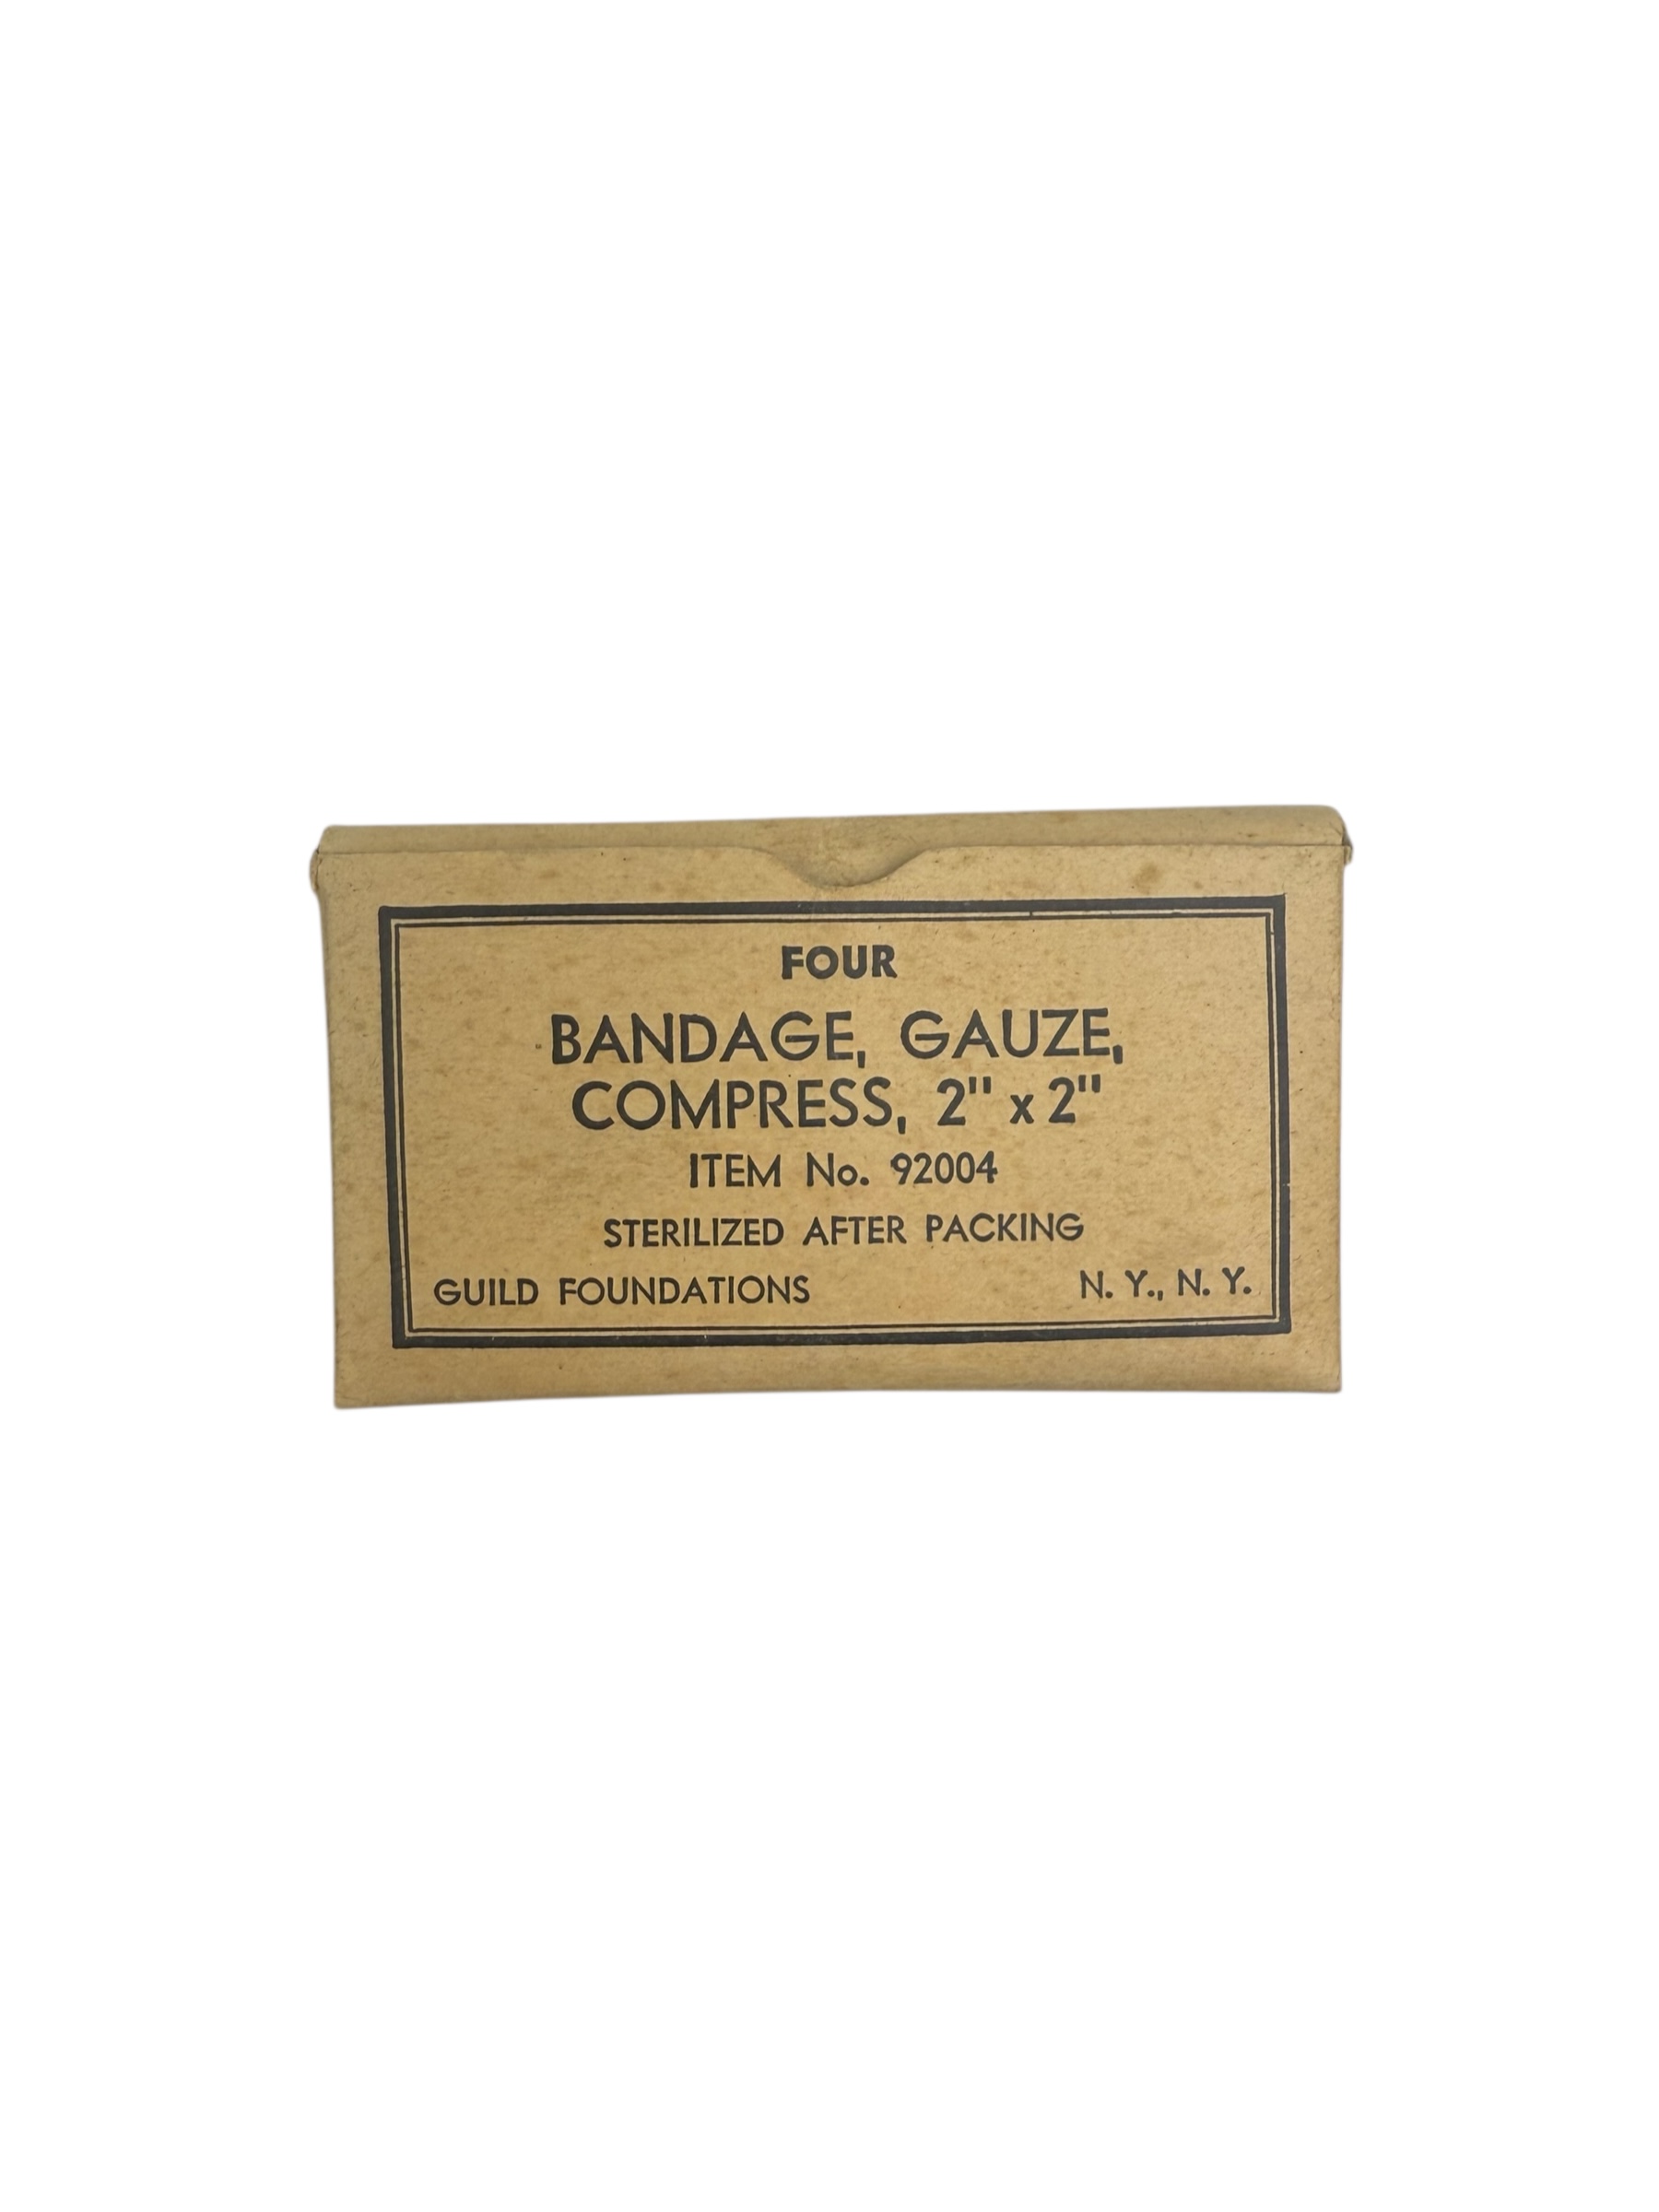 FOUR
BANDAGE, GAUZE,
COMPRESS, 2" x 2"
ITEM No. 92004
STERILIZED AFTER PACKING
GUILD FOUNDATIONS N. Y., N. Y.